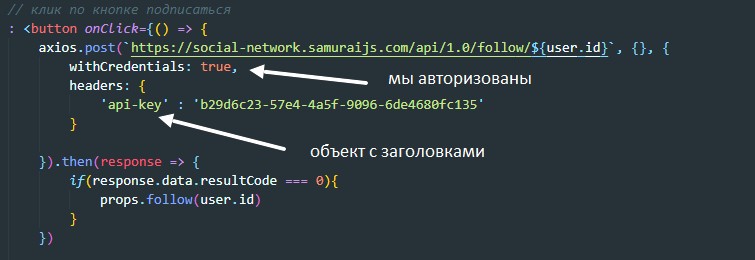 // клик по кнопке подписаться
: <button onClick={() => {
axios.post(`https://social-network.samuraijs.com/api/1.0/follow/${user.id}`, {}, {
withCredentials: true,
мы авторизованы
headers: {
'api-key' : 'b29d6c23-57e4-4a5f-9096-6de4680fc135'
}
объект с заголовками
}).then(response => {
if(response.data.resultCode === 0){
props.follow(user.id)
}
})